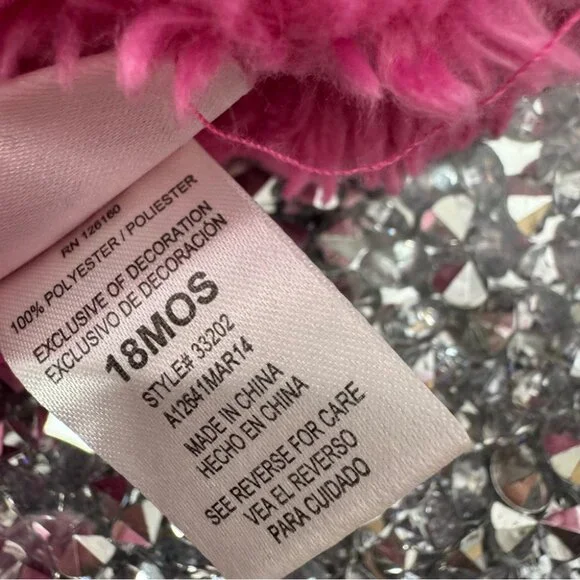 RN 126160
100% POLYESTER / POLIESTER
EXCLUSIVE OF DECORATION
EXCLUSIVO DE DECORACIÓN
18MOS
STYLE# 33202
A12641MAR14
MADE IN CHINA
HECHO EN CHINA
SEE REVERSE FOR CARE
VEA EL REVERSO
PARA CUIDADO